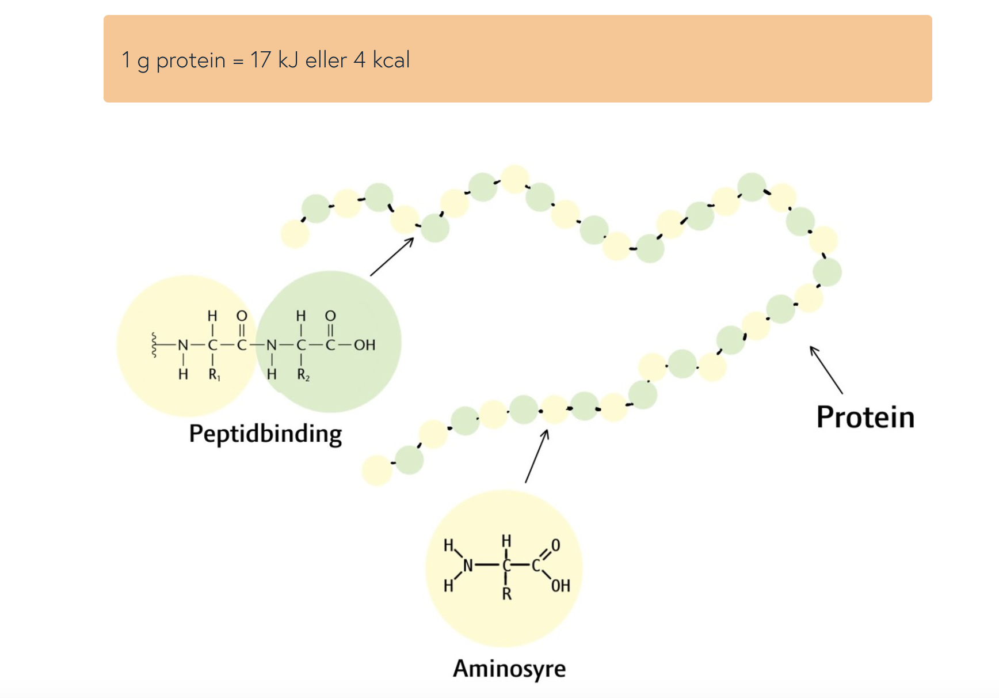 1 g protein = 17 kJ eller 4 kcal
H O H O
N C C N C C OH
H R₁ H R₂
Peptidbinding
Protein
H H O
N C C
H R OH
Aminosyre